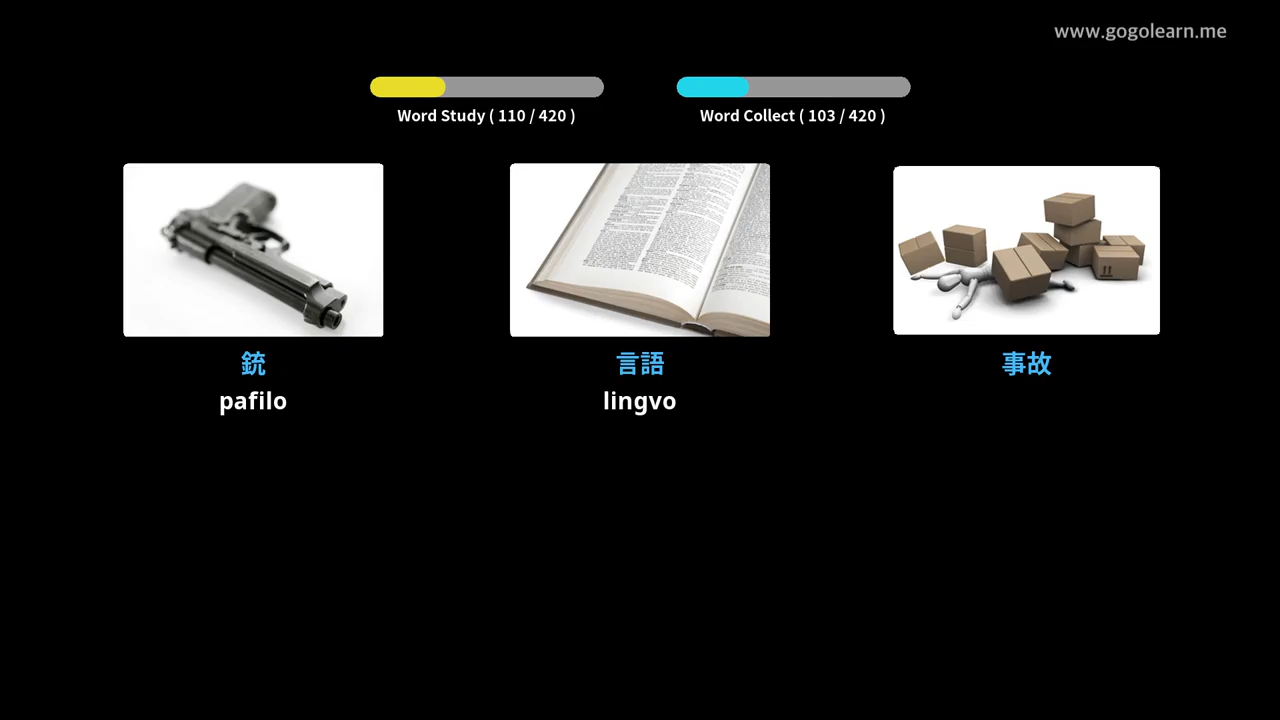 www.gogolearn.me
Word Study ( 110 / 420 )
Word Collect ( 103 / 420 )
銃
pafilo
言語
lingvo
事故